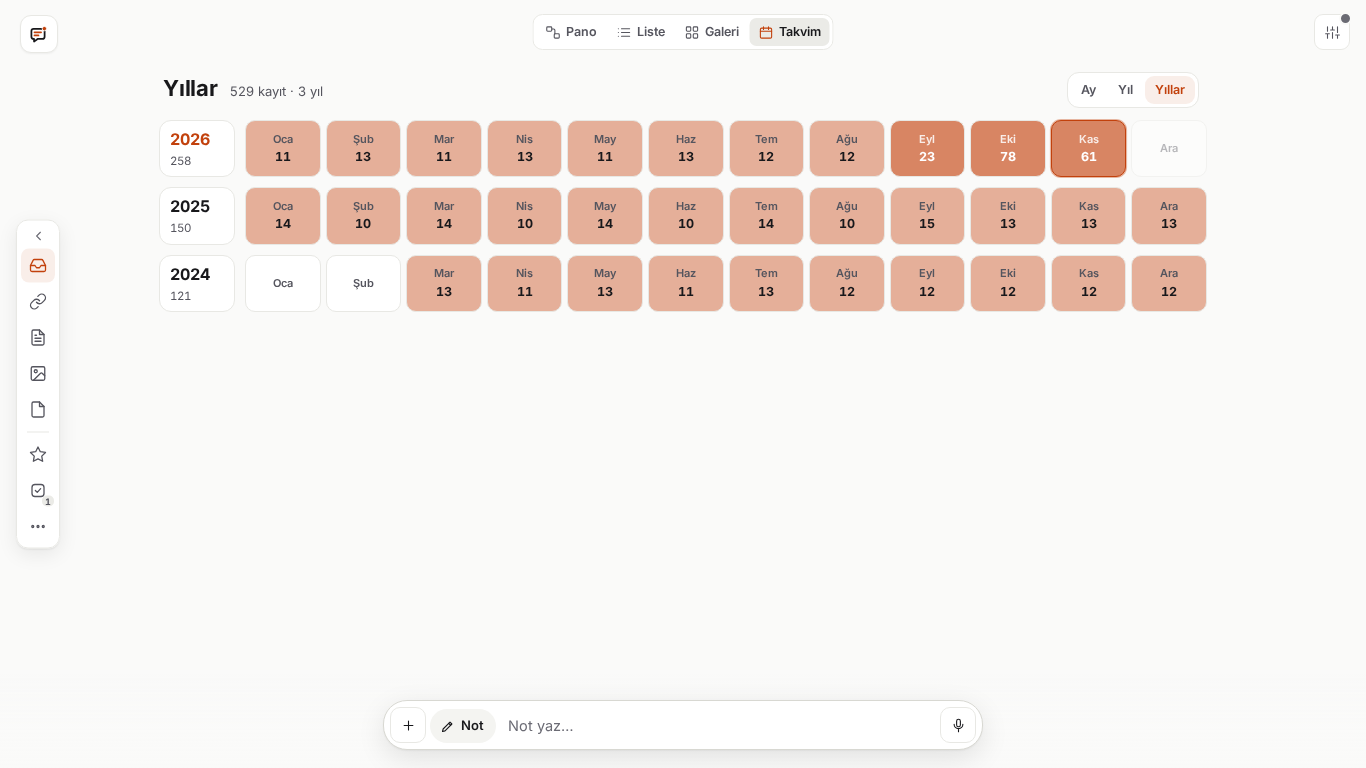 Pano Liste Galeri Takvim
Yıllar 529 kayıt · 3 yıl
Ay Yıl Yıllar
2026
258
Oca Şub Mar Nis May Haz Tem Ağu Eyl Eki Kas Ara
11 13 11 13 11 13 12 12 23 78 61
2025
150
Oca Şub Mar Nis May Haz Tem Ağu Eyl Eki Kas Ara
14 10 14 10 14 10 14 10 15 13 13 13
2024
121
Oca Şub Mar Nis May Haz Tem Ağu Eyl Eki Kas Ara
13 11 13 11 13 12 12 12 12 12
1
Not Not yaz...